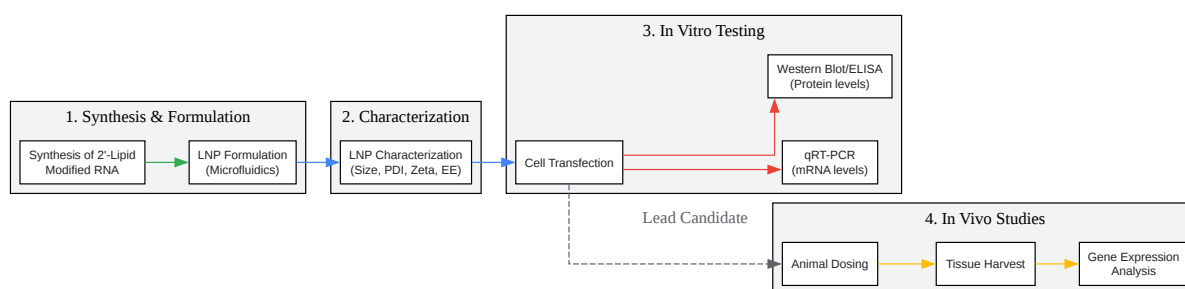 1. Synthesis & Formulation
Synthesis of 2'-Lipid
Modified RNA
LNP Formulation
(Microfluidics)
2. Characterization
LNP Characterization
(Size, PDI, Zeta, EE)
3. In Vitro Testing
Cell Transfection
Western Blot/ELISA
(Protein levels)
qRT-PCR
(mRNA levels)
Lead Candidate
4. In Vivo Studies
Animal Dosing
Tissue Harvest
Gene Expression
Analysis